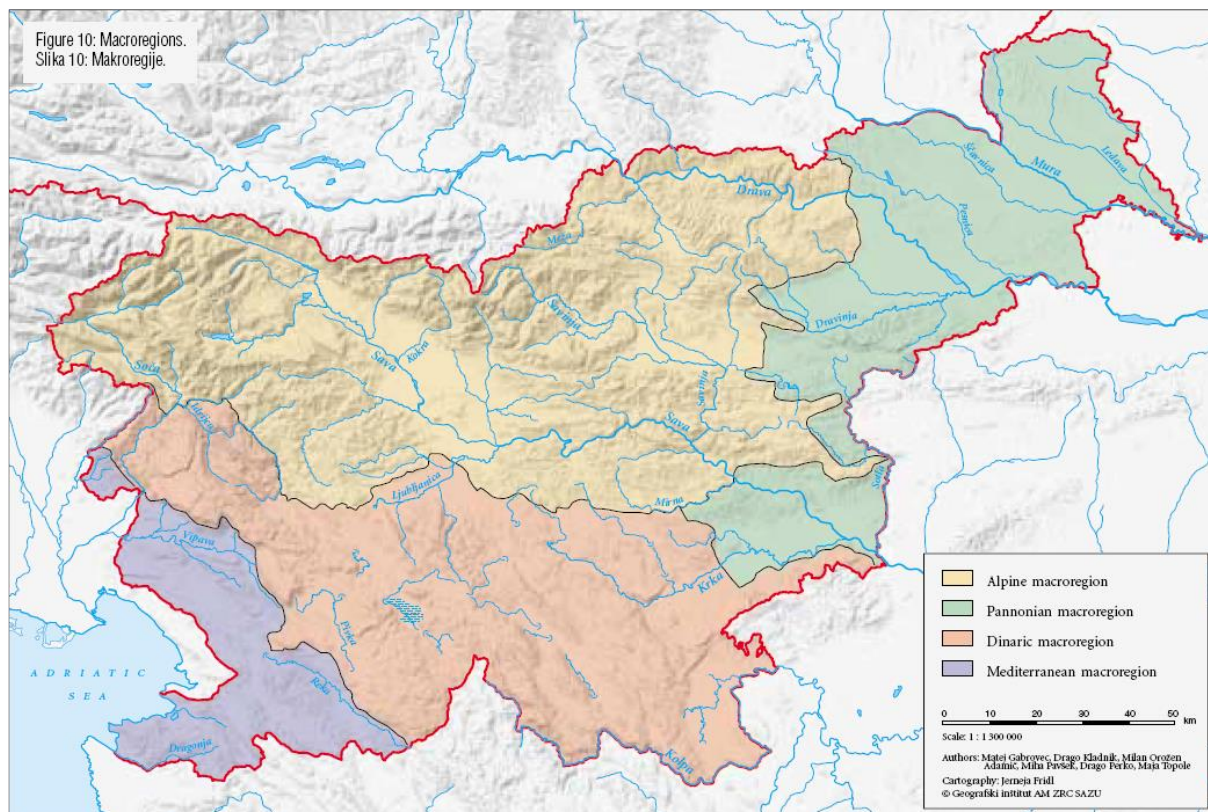 Figure 10: Macroregions.
Slika 10: Makroregije.
Ledava
Ščavnica
Mura
Drava
Pesnica
Meža
Dravinja
Savinja
Kokra
Sava
Soča
Savinja
Sava
Idrijca
Sotla
Ljubljanica
Mirna
Vipava
Krka
Pivka
ADRIATIC
SEA
Reka
Dragonja
Kolpa
Alpine macroregion
Pannonian macroregion
Dinaric macroregion
Mediterranean macroregion
0 10 20 30 40 50 km
Scale: 1 : 1 300 000
Authors: Matej Gabrovec, Drago Kladnik, Milan Orožen
Adamič, Miha Pavšek, Drago Perko, Maja Topole
Cartography: Jerneja Fridl
© Geografski inštitut AM ZRC SAZU